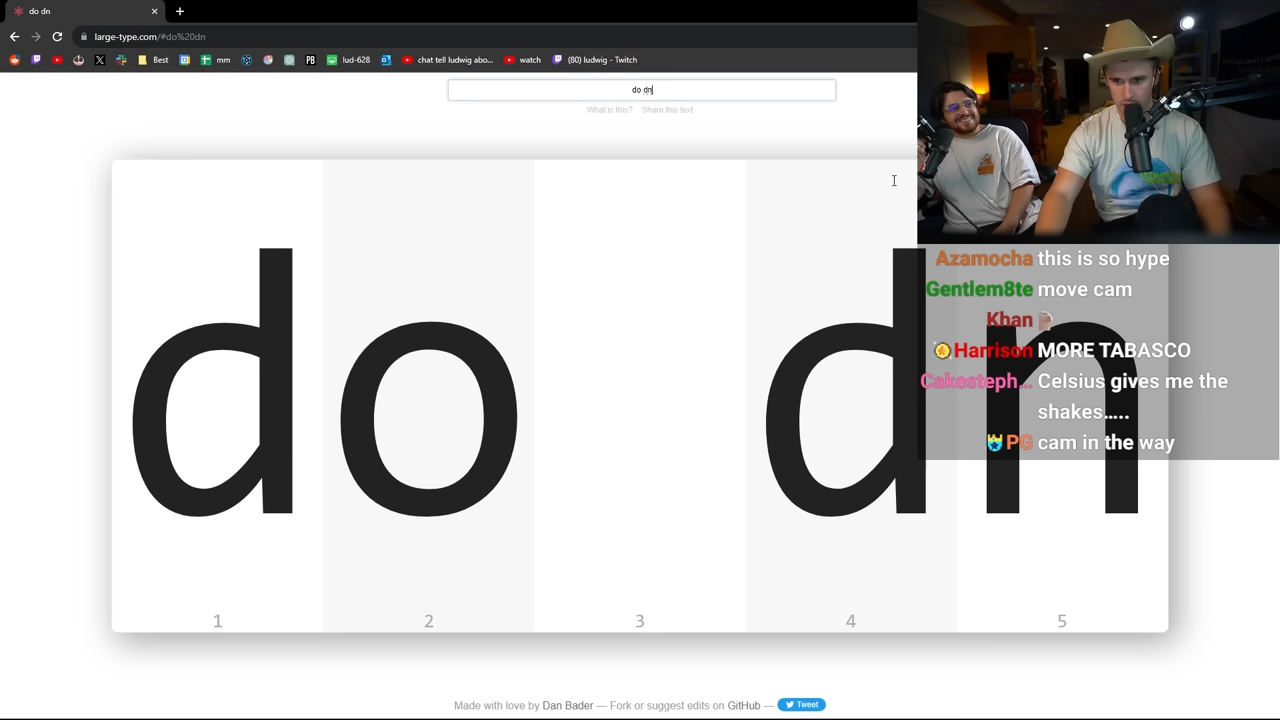 do dn
large-type.com/#do%20dn
Best
mm
PB
lud-628
chat tell ludwig abo...
watch
(80) ludwig - Twitch
do dn
What is this? Share this text
do dn
1 2 3 4 5
Azamocha this is so hype
Gentlem8te move cam
Khan
Harrison MORE TABASCO
Cakesteph... Celsius gives me the
shakes.....
PG cam in the way
Made with love by Dan Bader — Fork or suggest edits on GitHub — Tweet